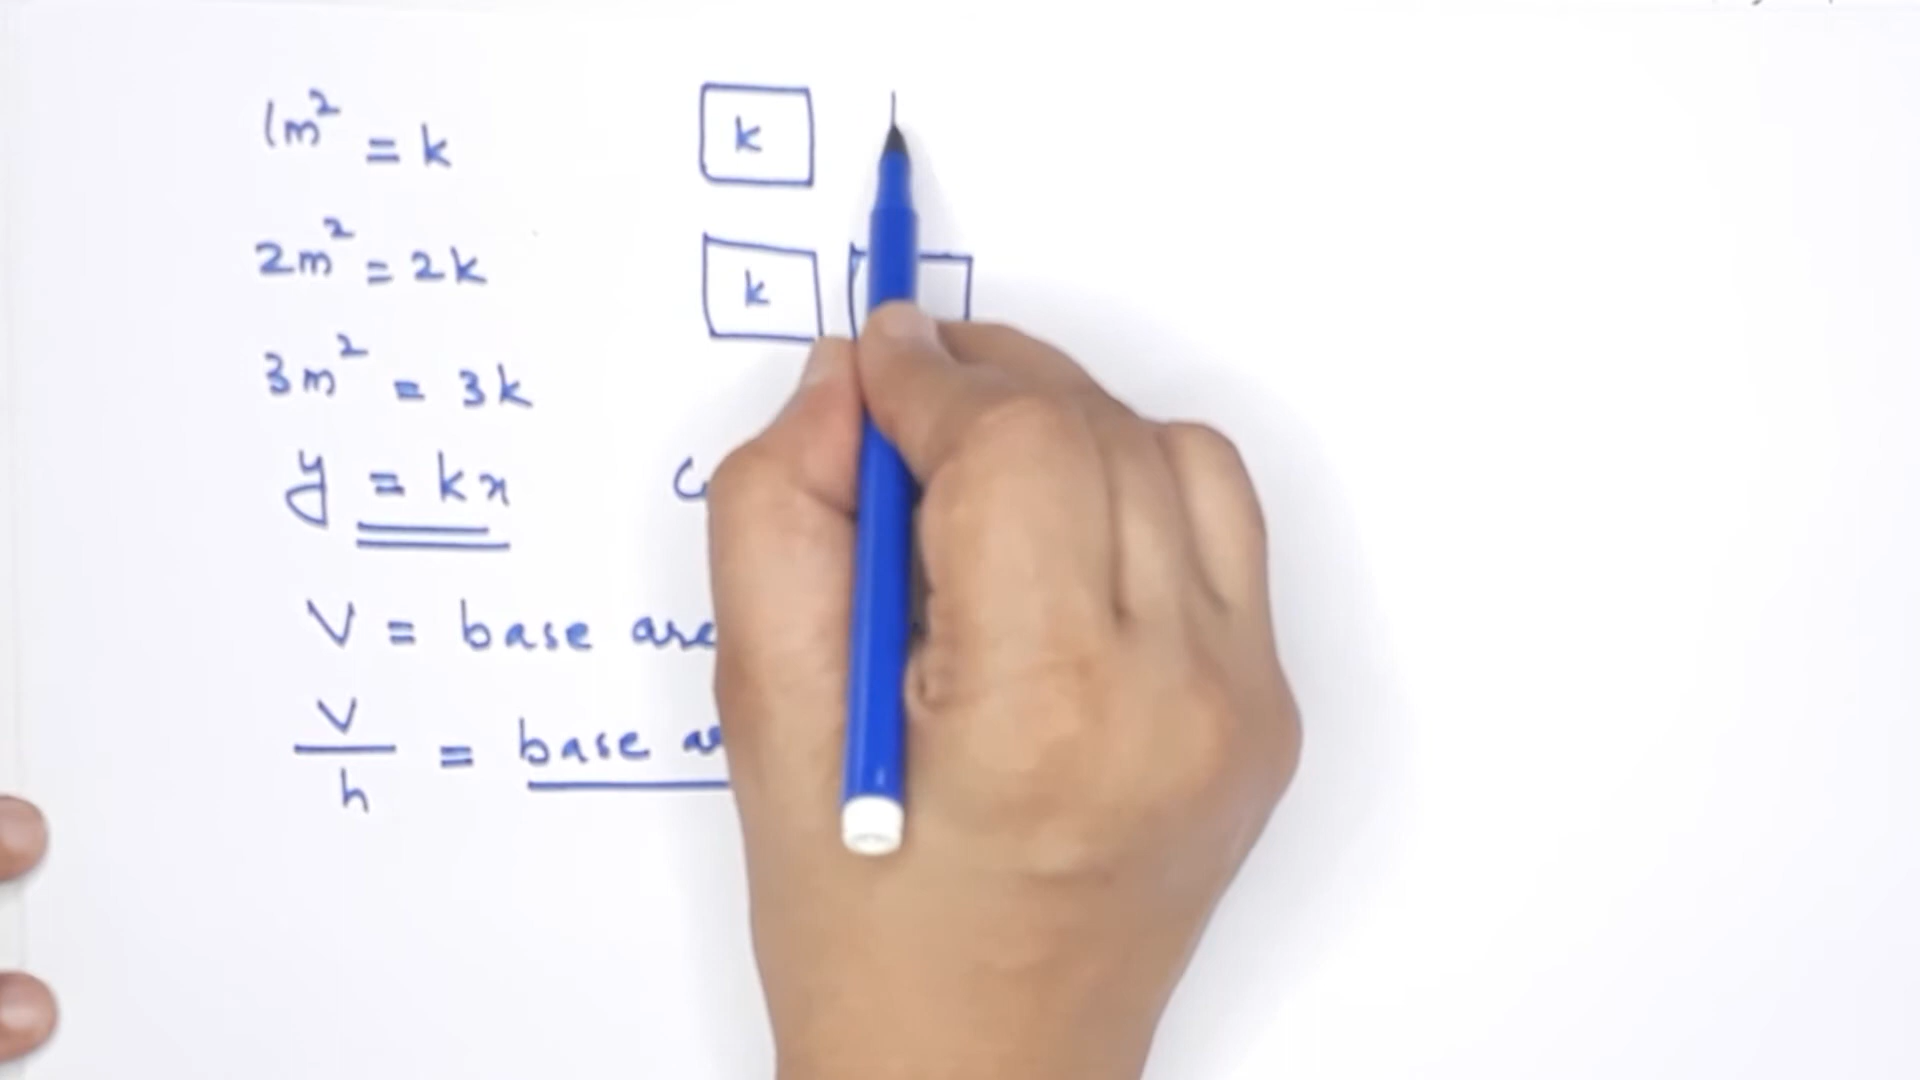 1m² = k
k
2m² = 2k
k
3m² = 3k
y = kx
V = base
V/h = base